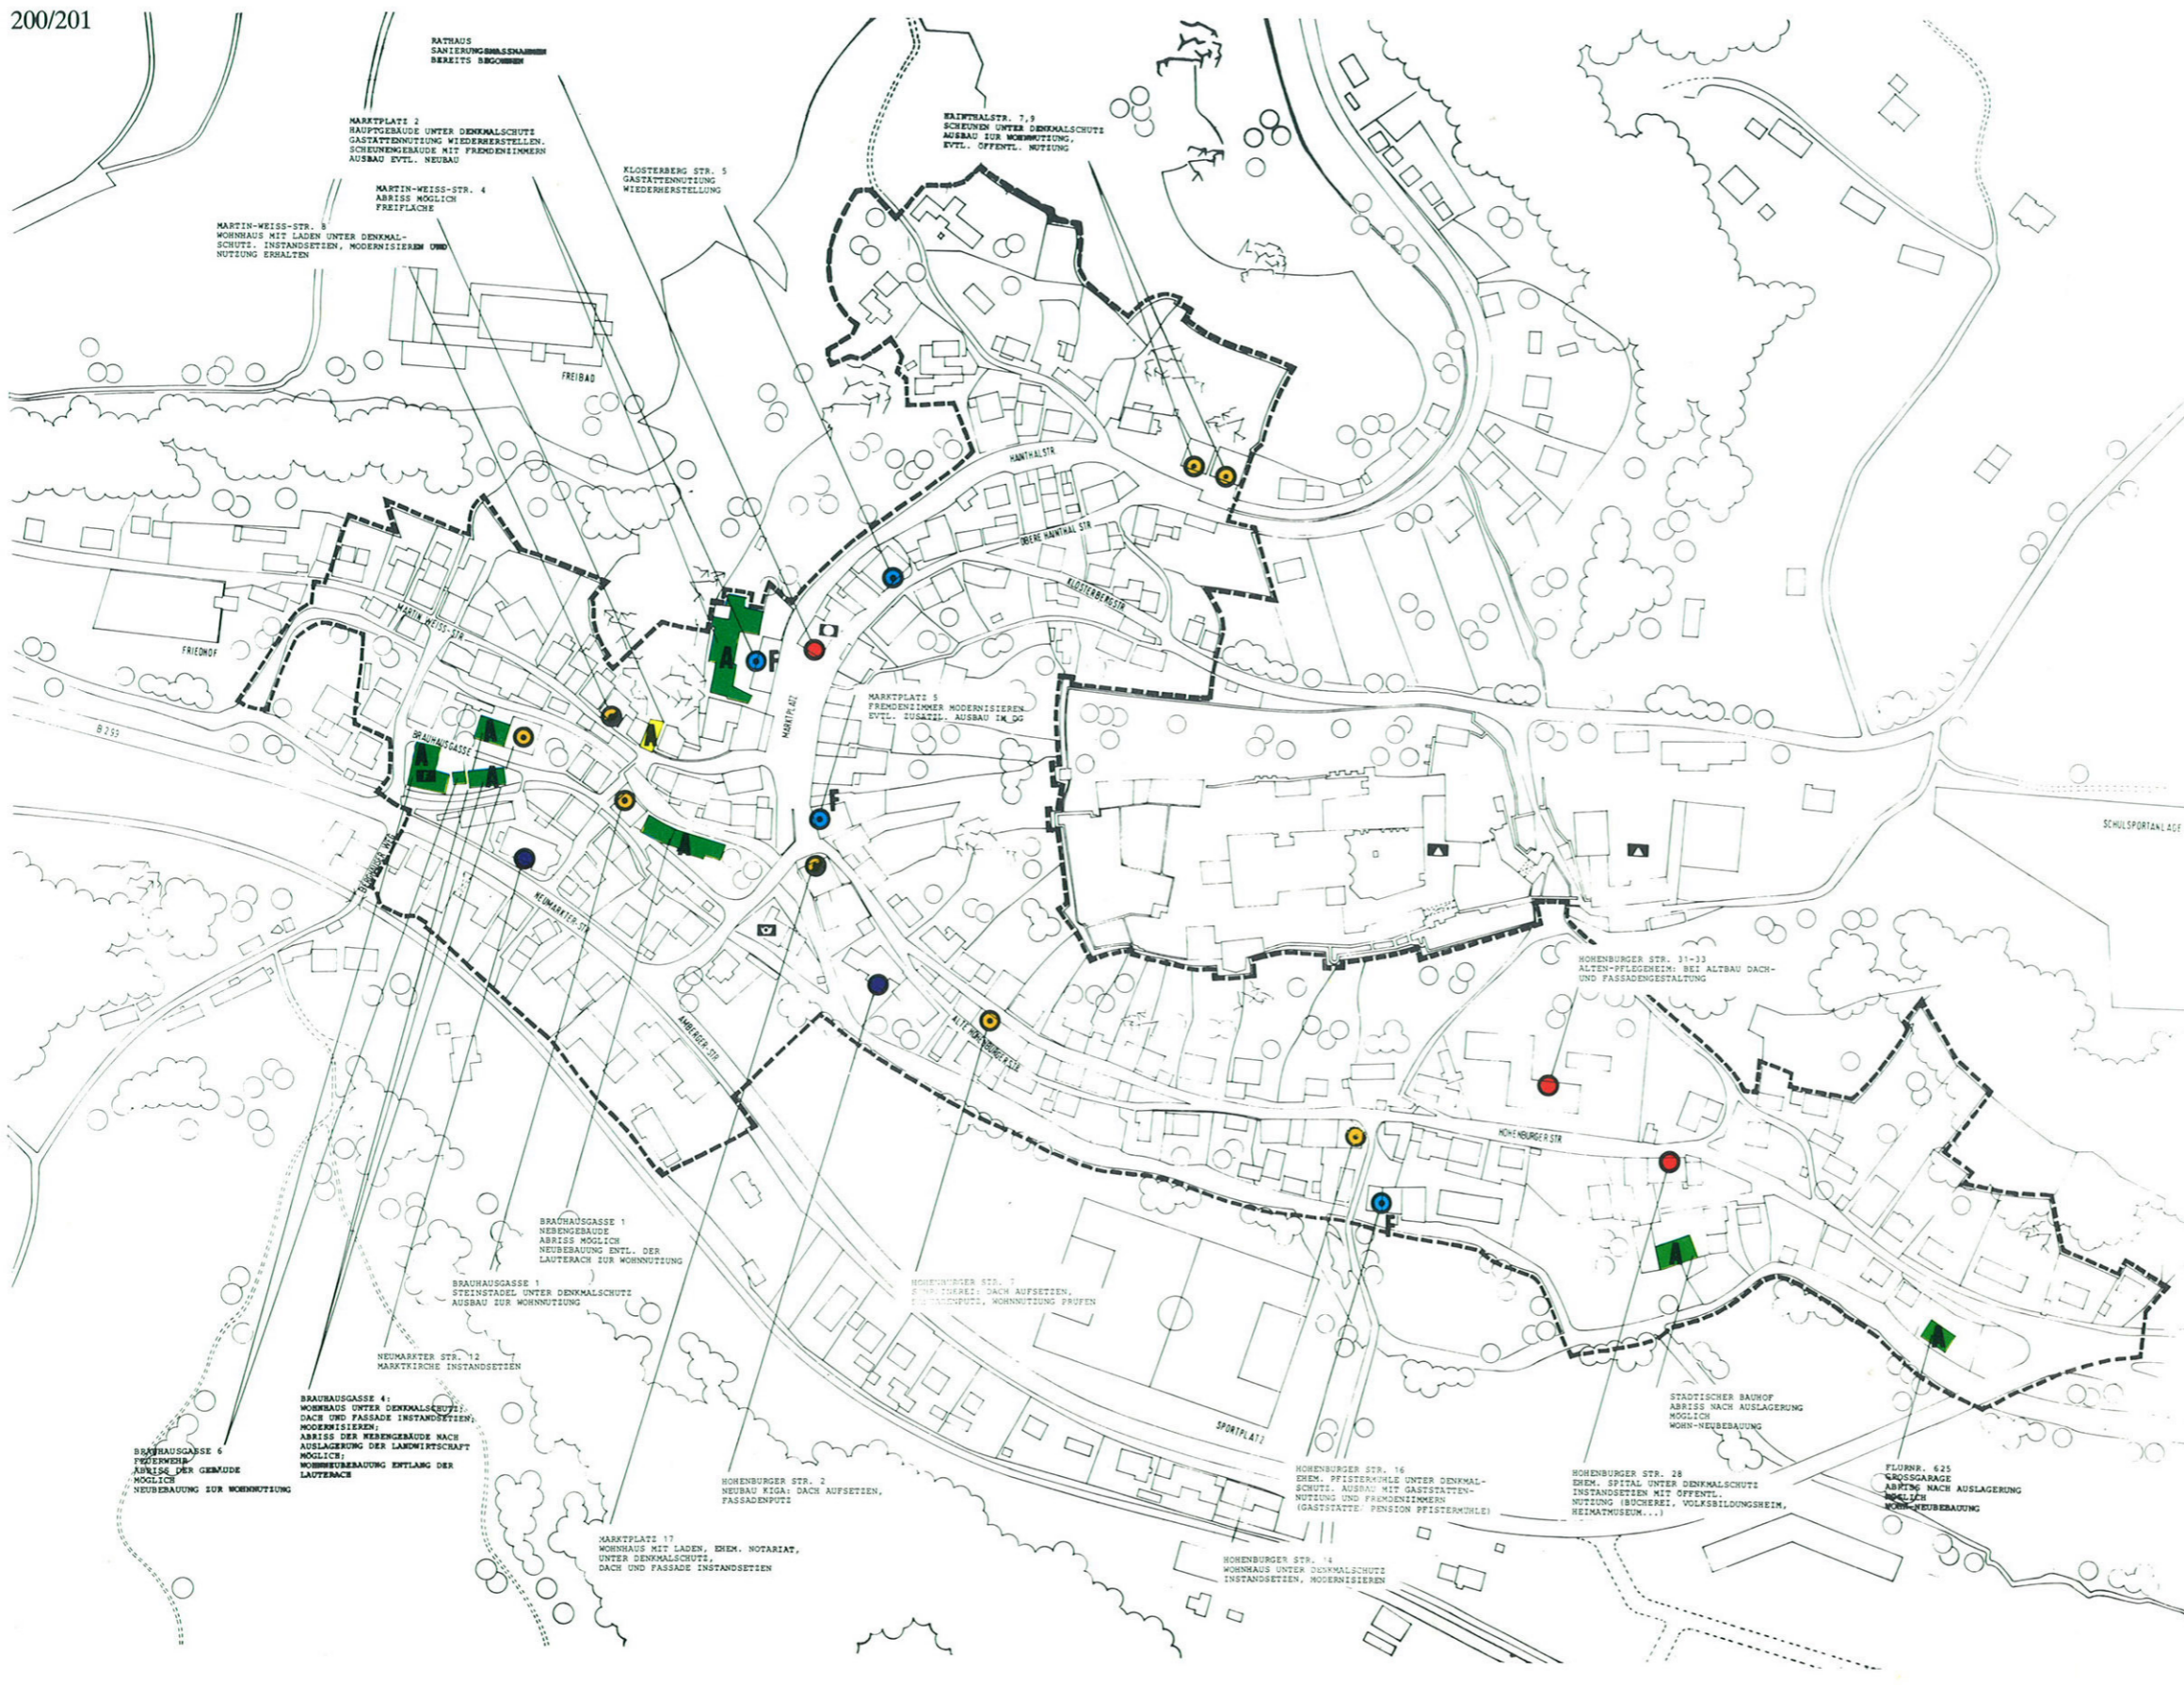 200/201
RATHAUS
SANIERUNGSMASSNAHMEN
BEREITS BEGONNEN
MARKTPLATZ 2
HAUPTGEBÄUDE UNTER DENKMALSCHUTZ
GASTÄTTENNUTZUNG WIEDERHERSTELLEN.
SCHEUNENGEBÄUDE MIT FREMDENZIMMERN
AUSBAU EVTL. NEUBAU
HAINTHALSTR. 7,9
SCHEUNEN UNTER DENKMALSCHUTZ
AUSBAU ZUR WOHNNUTZUNG,
EVTL. ÖFFENTL. NUTZUNG
KLOSTERBERG STR. 5
GASTÄTTENNUTZUNG
WIEDERHERSTELLUNG
MARTIN-WEISS-STR. 4
ABRISS MÖGLICH
FREIFLÄCHE
MARTIN-WEISS-STR. 8
WOHNHAUS MIT LADEN UNTER DENKMAL-
SCHUTZ. INSTANDSETZEN, MODERNISIEREN UND
NUTZUNG ERHALTEN
FREIBAD
HAINTHALSTR.
OBERE HAINTHAL STR
KLOSTERBERGSTR
MARTIN WEISS-STR.
FRIEDHOF
A
F
MARKTPLATZ
MARKTPLATZ 5
FREMDENZIMMER MODERNISIEREN
EVTL. ZUSÄTZL. AUSBAU IM DG
B 299
BRAUHAUSGASSE
A
A
A
A
F
A
SCHULSPORTANLAGE
NEUMARKTER-STR.
AMBERGER-STR.
ALTE HOHENBURGER STR.
HOHENBURGER STR. 31-33
ALTEN-PFLEGEHEIM: BEI ALTBAU DACH-
UND FASSADENGESTALTUNG
HOHENBURGER STR
F
A
A
BRAUHAUSGASSE 1
NEBENGEBÄUDE
ABRISS MÖGLICH
NEUBEBAUUNG ENTL. DER
LAUTERACH ZUR WOHNNUTZUNG
BRAUHAUSGASSE 1
STEINSTADEL UNTER DENKMALSCHUTZ
AUSBAU ZUR WOHNNUTZUNG
HOHENBURGER STR. 7
DACH AUFSETZEN,
WOHNNUTZUNG PRÜFEN
NEUMARKTER STR. 12
MARKTKIRCHE INSTANDSETZEN
BRAUHAUSGASSE 4:
WOHNHAUS UNTER DENKMALSCHUTZ;
DACH UND FASSADE INSTANDSETZEN;
MODERNISIEREN;
ABRISS DER NEBENGEBÄUDE NACH
AUSLAGERUNG DER LANDWIRTSCHAFT
MÖGLICH;
WOHNNEUBEBAUUNG ENTLANG DER
LAUTERACH
BRAUHAUSGASSE 6
FEUERWEHR
ABRISS DER GEBÄUDE
MÖGLICH
NEUBEBAUUNG ZUR WOHNNUTZUNG
SPORTPLATZ
STÄDTISCHER BAUHOF
ABRISS NACH AUSLAGERUNG
MÖGLICH
WOHN-NEUBEBAUUNG
HOHENBURGER STR. 2
NEUBAU KIGA: DACH AUFSETZEN,
FASSADENPUTZ
HOHENBURGER STR. 16
EHEM. PFISTERMÜHLE UNTER DENKMAL-
SCHUTZ. AUSBAU MIT GASTSTÄTTEN-
NUTZUNG UND FREMDENZIMMERN
(GASTSTÄTTE/ PENSION PFISTERMÜHLE)
HOHENBURGER STR. 28
EHEM. SPITAL UNTER DENKMALSCHUTZ
INSTANDSETZEN MIT ÖFFENTL.
NUTZUNG (BÜCHEREI, VOLKSBILDUNGSHEIM,
HEIMATMUSEUM...)
FLURNR. 625
GROSSGARAGE
ABRISS NACH AUSLAGERUNG
MÖGLICH
WOHN-NEUBEBAUUNG
MARKTPLATZ 17
WOHNHAUS MIT LADEN, EHEM. NOTARIAT,
UNTER DENKMALSCHUTZ,
DACH UND FASSADE INSTANDSETZEN
HOHENBURGER STR. 14
WOHNHAUS UNTER DENKMALSCHUTZ
INSTANDSETZEN, MODERNISIEREN